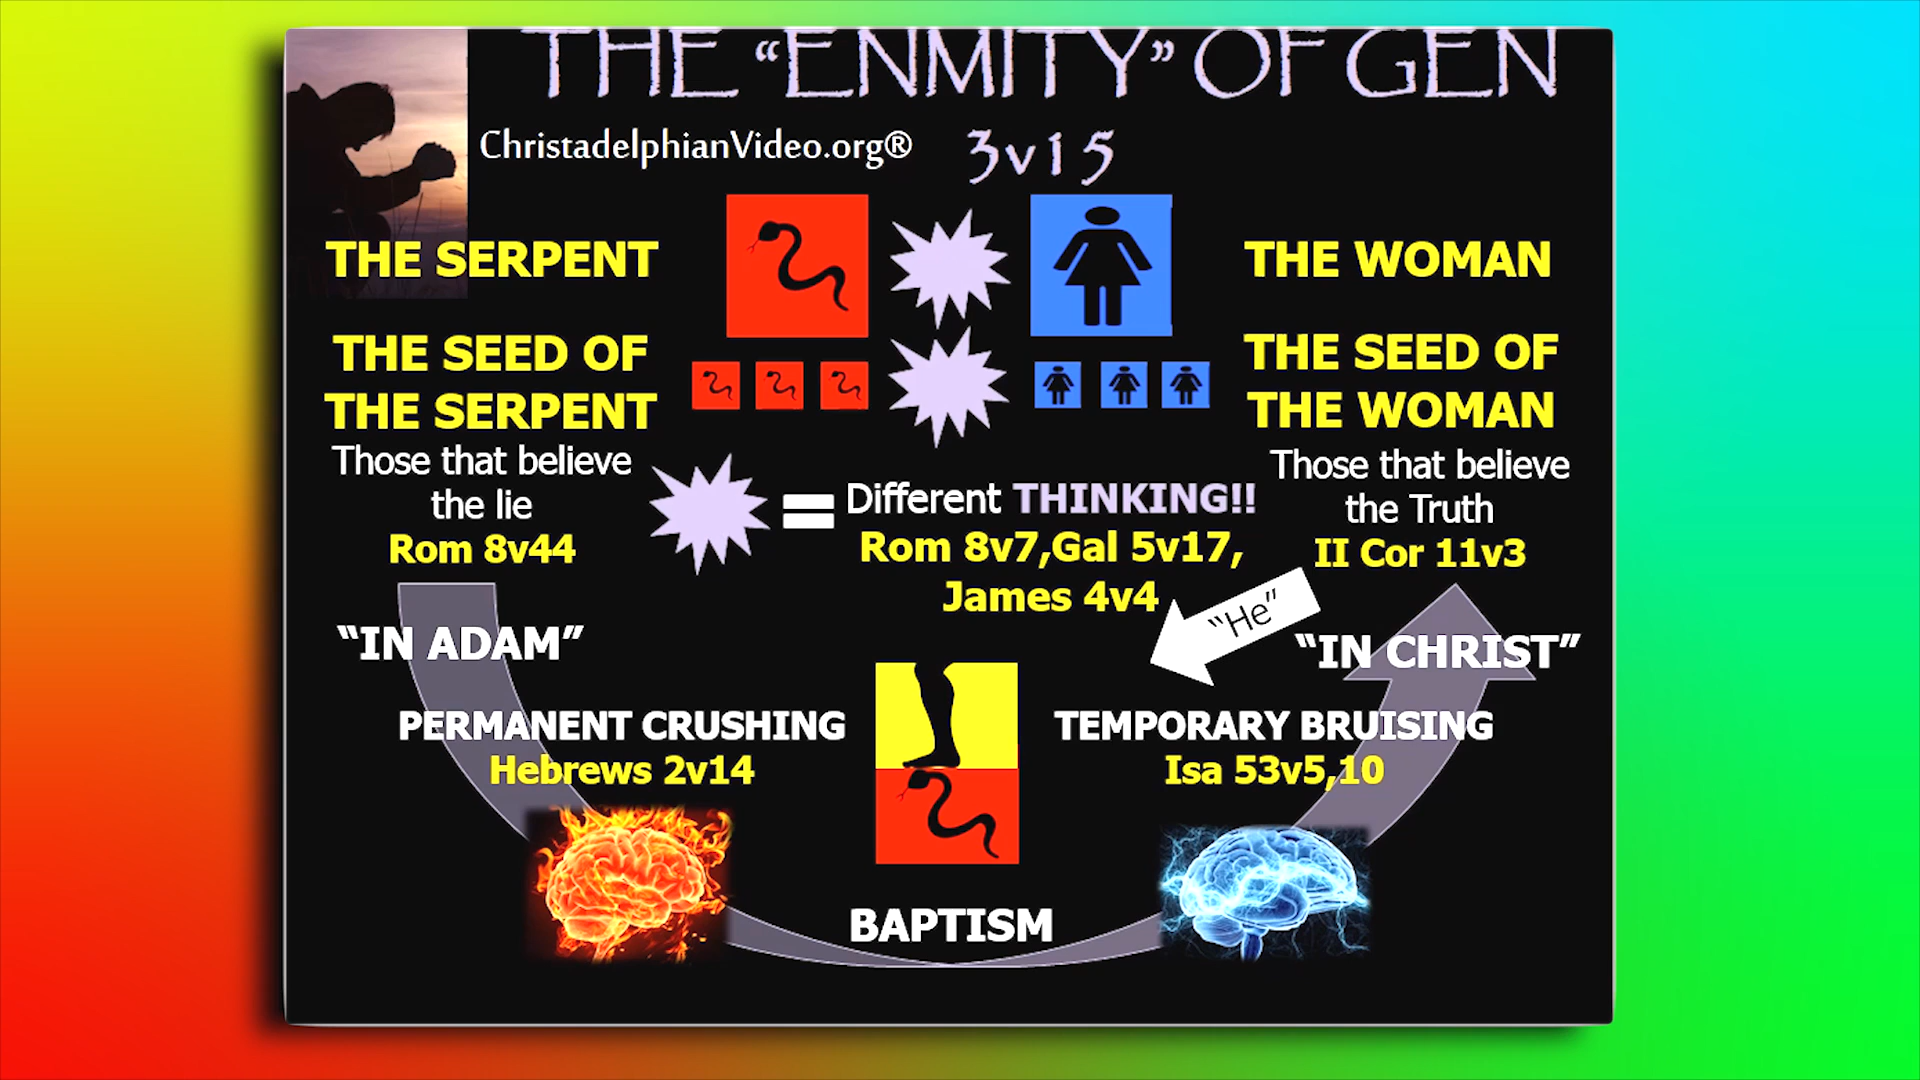 THE “ENMITY” OF GEN
3v15
ChristadelphianVideo.org®
THE SERPENT
THE WOMAN
THE SEED OF
THE SERPENT
Those that believe
the lie
Rom 8v44
THE SEED OF
THE WOMAN
Those that believe
the Truth
II Cor 11v3
= Different THINKING!!
Rom 8v7,Gal 5v17,
James 4v4
“He”
“IN ADAM”
“IN CHRIST”
PERMANENT CRUSHING
Hebrews 2v14
TEMPORARY BRUISING
Isa 53v5,10
BAPTISM